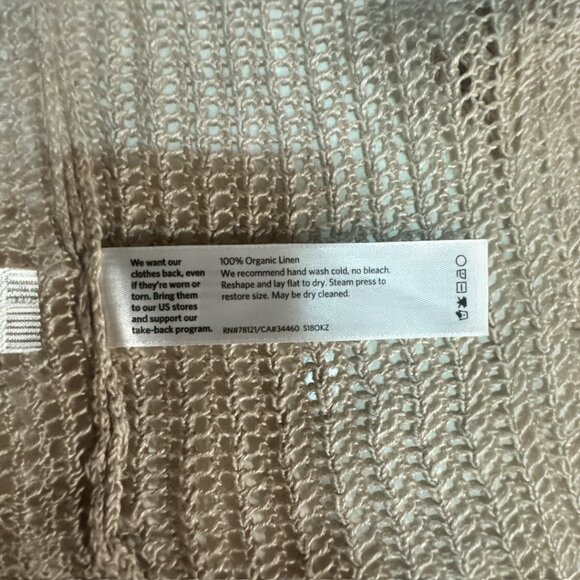 We want our
clothes back, even
if they're worn or
torn. Bring them
to our US stores
and support our
take-back program.
100% Organic Linen
We recommend hand wash cold, no bleach.
Reshape and lay flat to dry. Steam press to
restore size. May be dry cleaned.
RN#78121/CA#34460 S18OKZ